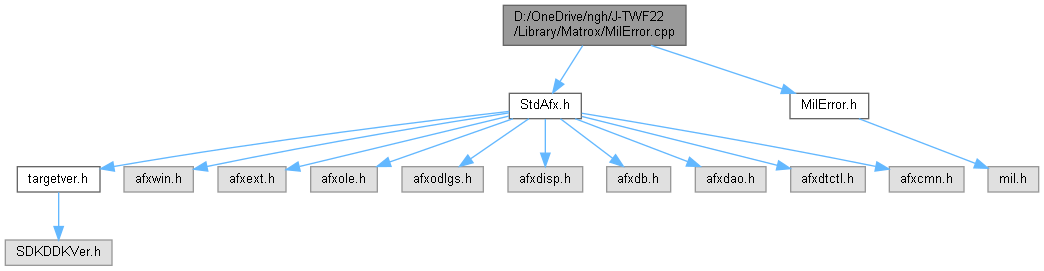 D:/OneDrive/ngh/J-TWF22
/Library/Matrox/MilError.cpp
StdAfx.h
MilError.h
targetver.h
afxwin.h
afxext.h
afxole.h
afxodlgs.h
afxdisp.h
afxdb.h
afxdao.h
afxdtctl.h
afxcmn.h
mil.h
SDKDDKVer.h